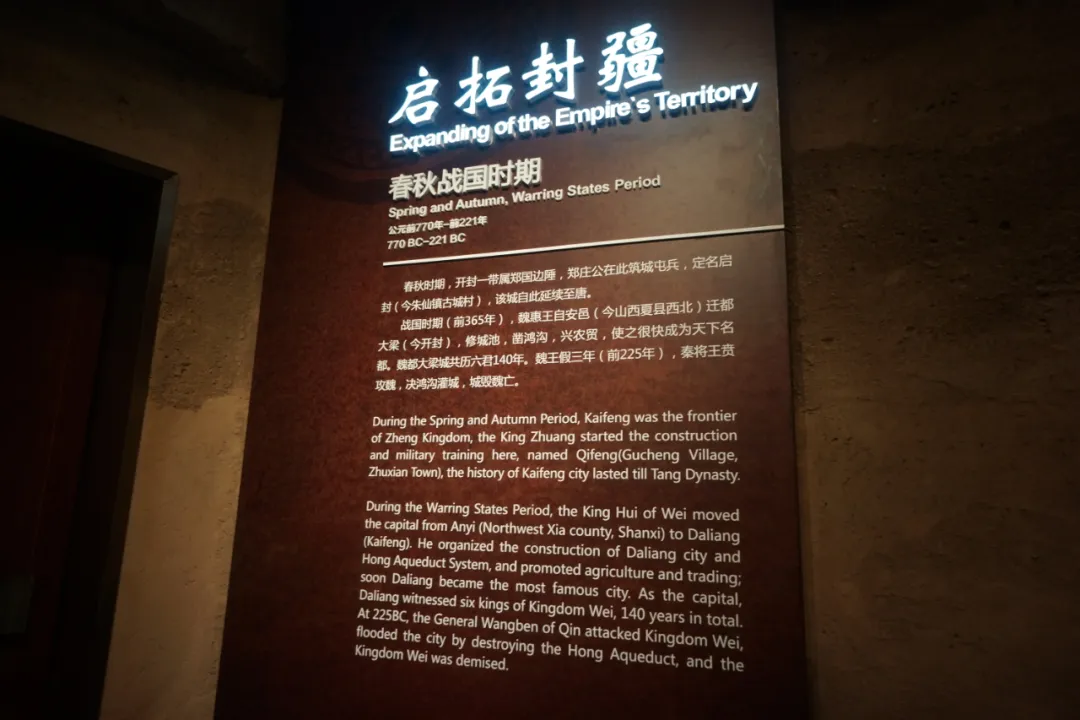 启拓封疆
Expanding of the Empire`s Territory
春秋战国时期
Spring and Autumn, Warring States Period
公元前770年-前221年
770 BC-221 BC
春秋时期，开封一带属郑国边陲，郑庄公在此筑城屯兵，定名启
封（今朱仙镇古城村），该城自此延续至唐。
战国时期（前365年），魏惠王自安邑（今山西夏县西北）迁都
大梁（今开封），修城池，凿鸿沟，兴农贸，使之很快成为天下名
都。魏都大梁城共历六君140年。魏王假三年（前225年），秦将王贲
攻魏，决鸿沟灌城，城毁魏亡。
During the Spring and Autumn Period, Kaifeng was the frontier
of Zheng Kingdom, the King Zhuang started the construction
and military training here, named Qifeng(Gucheng Village,
Zhuxian Town), the history of Kaifeng city lasted till Tang Dynasty.
During the Warring States Period, the King Hui of Wei moved
the capital from Anyi (Northwest Xia county, Shanxi) to Daliang
(Kaifeng). He organized the construction of Daliang city and
Hong Aqueduct System, and promoted agriculture and trading;
soon Daliang became the most famous city. As the capital,
Daliang witnessed six kings of Kingdom Wei, 140 years in total.
At 225BC, the General Wangben of Qin attacked Kingdom Wei,
flooded the city by destroying the Hong Aqueduct, and the
Kingdom Wei was demised.